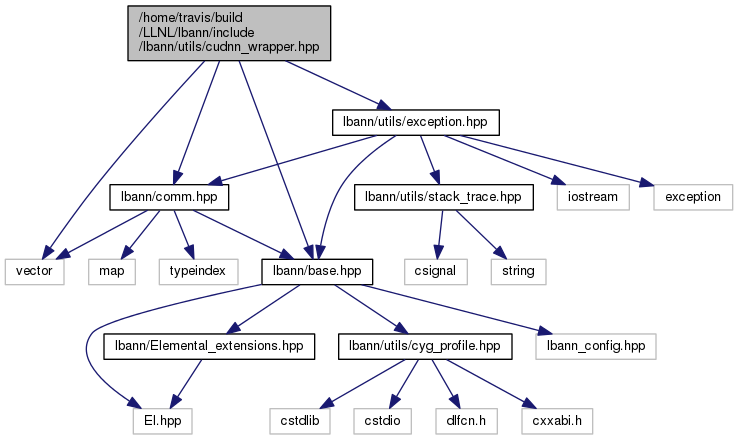 /home/travis/build
/LLNL/lbann/include
/lbann/utils/cudnn_wrapper.hpp
lbann/utils/exception.hpp
lbann/comm.hpp
lbann/utils/stack_trace.hpp
iostream
exception
vector
map
typeindex
lbann/base.hpp
csignal
string
lbann/Elemental_extensions.hpp
lbann/utils/cyg_profile.hpp
lbann_config.hpp
El.hpp
cstdlib
cstdio
dlfcn.h
cxxabi.h